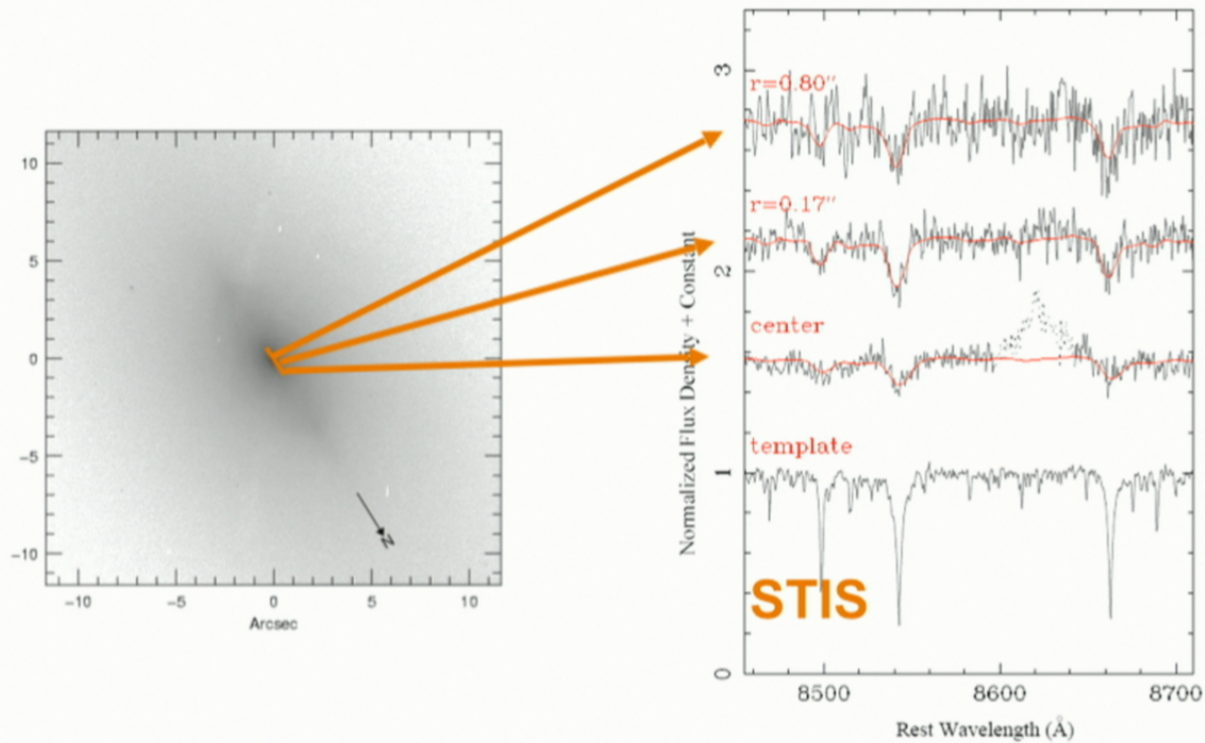 10
5
0
−5
−10
−10
−5
0
5
10
Arcsec
N
Normalized Flux Density + Constant
3
2
1
0
r=0.80″
r=0.17″
center
template
STIS
8500
8600
8700
Rest Wavelength (Å)